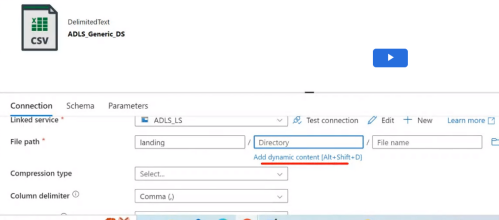 DelimitedText
CSV
ADLS_Generic_DS
Connection Schema Parameters
Linked service * ADLS_LS Test connection Edit New Learn more
File path * landing / Directory / File name
Add dynamic content [Alt+Shift+D]
Compression type Select...
Column delimiter Comma (,)